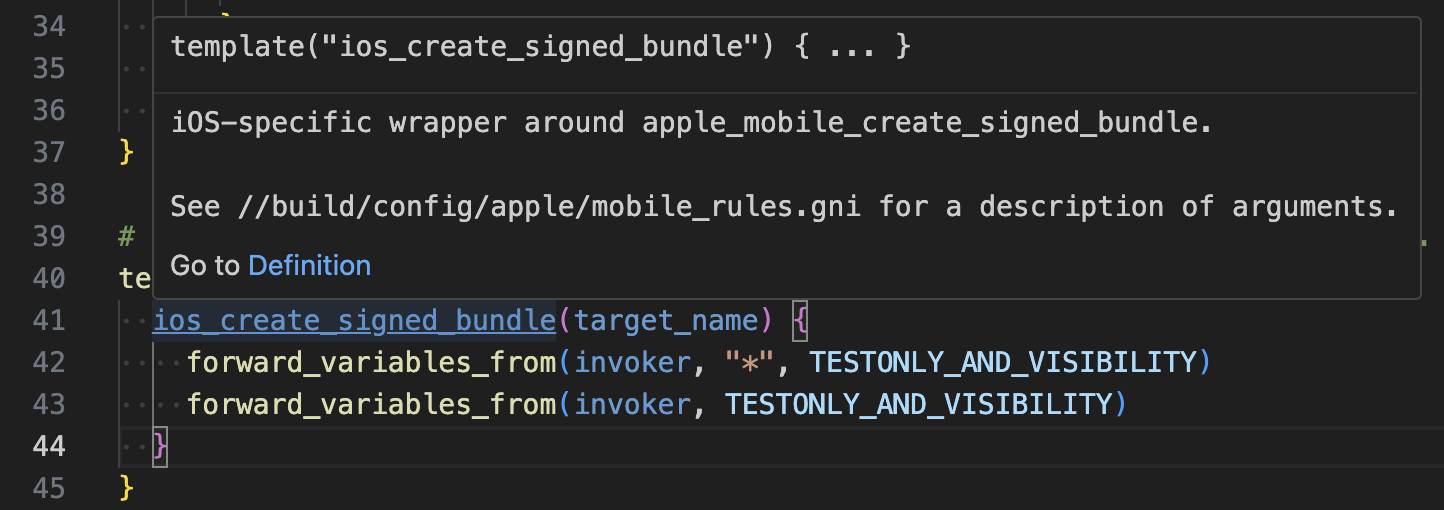 34
template("ios_create_signed_bundle") { ... }
35
36
iOS-specific wrapper around apple_mobile_create_signed_bundle.
37 }
38
See //build/config/apple/mobile_rules.gni for a description of arguments.
39 #
Go to Definition
40 te
41 ios_create_signed_bundle(target_name) {
42 forward_variables_from(invoker, "*", TESTONLY_AND_VISIBILITY)
43 forward_variables_from(invoker, TESTONLY_AND_VISIBILITY)
44 }
45 }